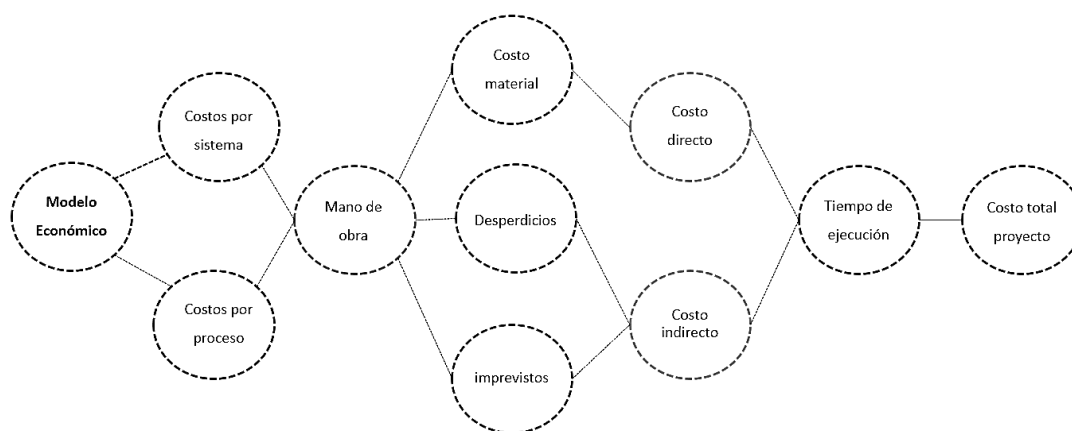 Modelo
Económico
Costos por
sistema
Costos por
proceso
Mano de
obra
Costo
material
Desperdicios
imprevistos
Costo
directo
Costo
indirecto
Tiempo de
ejecución
Costo total
proyecto